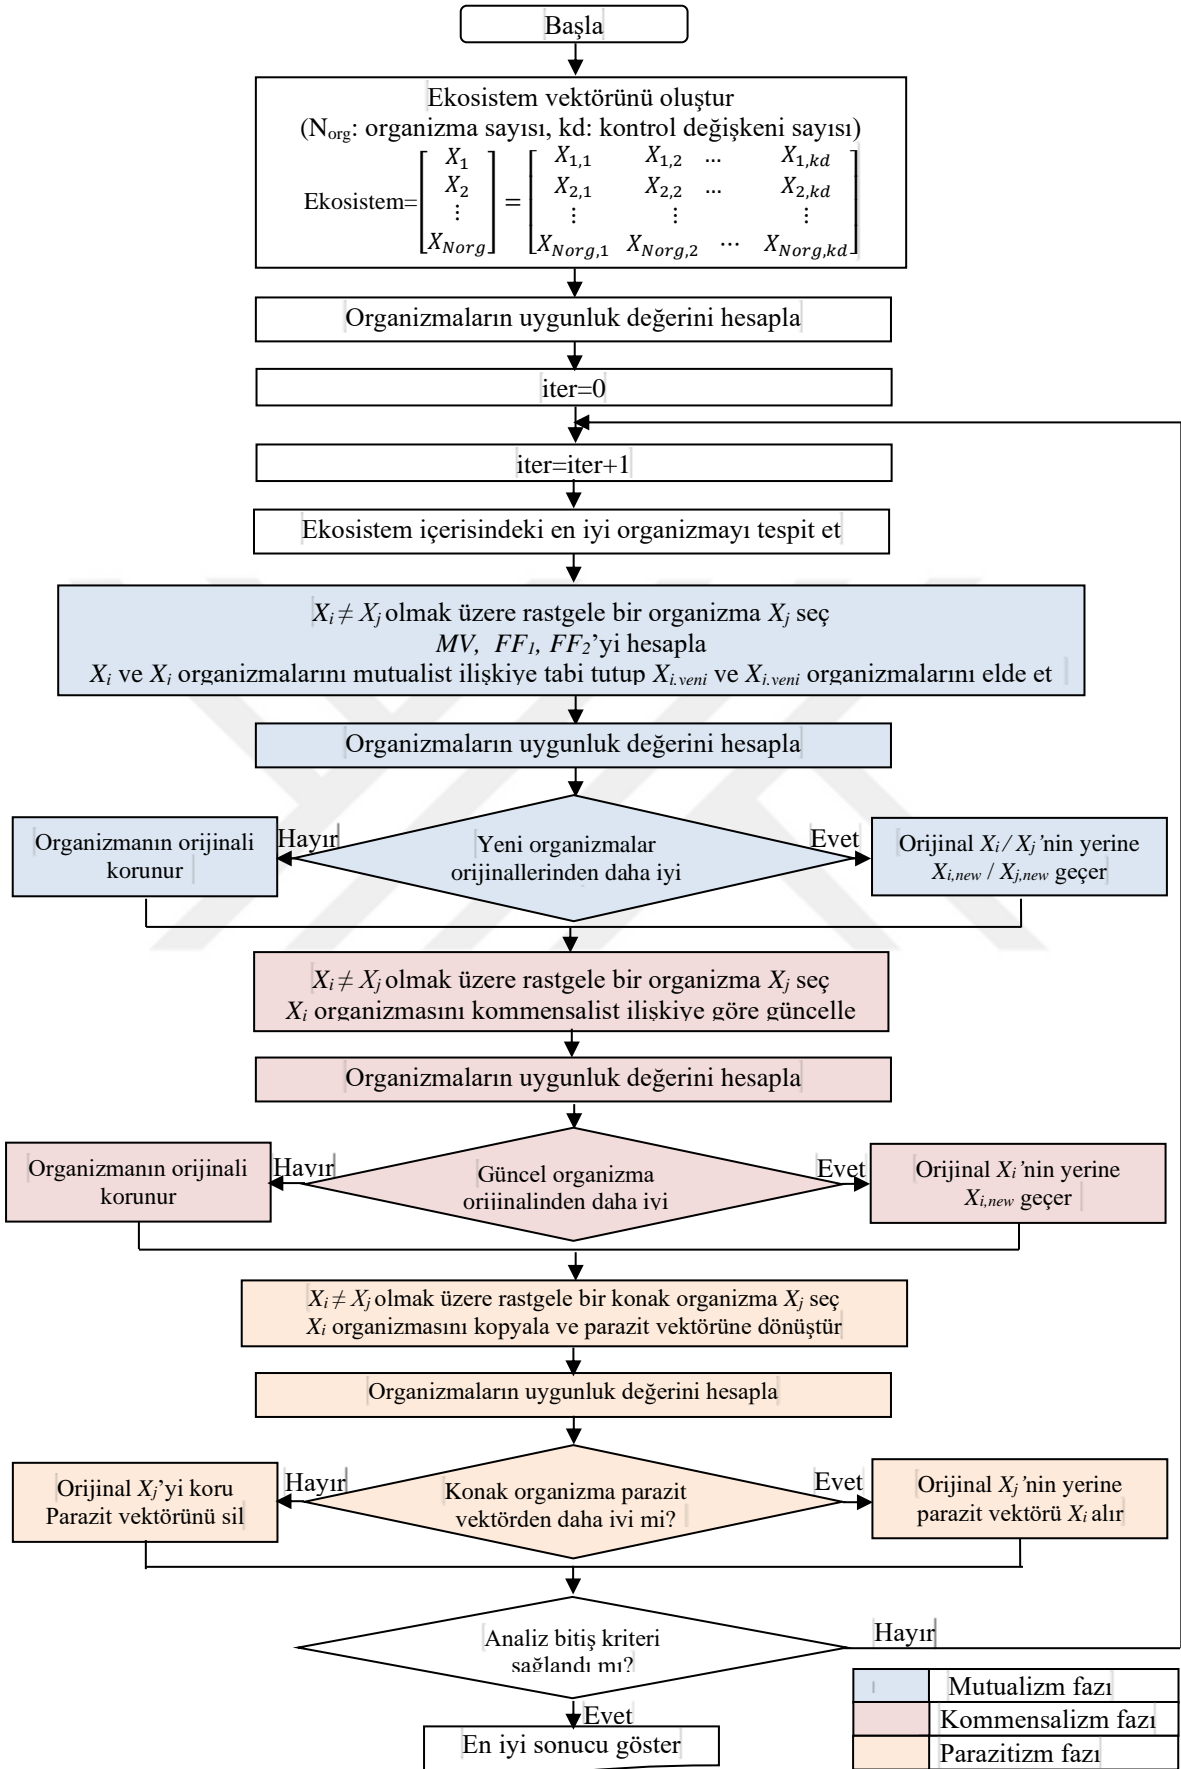 Başla
Ekosistem vektörünü oluştur
(Norg: organizma sayısı, kd: kontrol değişkeni sayısı)
Ekosistem=[X1 X2 ⋮ XNorg] = [X1,1 X1,2 … X1,kd
X2,1 X2,2 … X2,kd
⋮ ⋮ ⋮
XNorg,1 XNorg,2 … XNorg,kd]
Organizmaların uygunluk değerini hesapla
iter=0
iter=iter+1
Ekosistem içerisindeki en iyi organizmayı tespit et
Xi ≠ Xj olmak üzere rastgele bir organizma Xj seç
MV, FF1, FF2’yi hesapla
Xi ve Xj organizmalarını mutualist ilişkiye tabi tutup Xi,yeni ve Xj,yeni organizmalarını elde et
Organizmaların uygunluk değerini hesapla
Organizmanın orijinali
korunur
Hayır
Yeni organizmalar
orijinallerinden daha iyi
Evet
Orijinal Xi / Xj ’nin yerine
Xi,new / Xj,new geçer
Xi ≠ Xj olmak üzere rastgele bir organizma Xj seç
Xi organizmasını kommensalist ilişkiye göre güncelle
Organizmaların uygunluk değerini hesapla
Organizmanın orijinali
korunur
Hayır
Güncel organizma
orijinalinden daha iyi
Evet
Orijinal Xi’nin yerine
Xi,new geçer
Xi ≠ Xj olmak üzere rastgele bir konak organizma Xj seç
Xi organizmasını kopyala ve parazit vektörüne dönüştür
Organizmaların uygunluk değerini hesapla
Orijinal Xj’yi koru
Parazit vektörünü sil
Hayır
Konak organizma parazit
vektörden daha iyi mi?
Evet
Orijinal Xj’nin yerine
parazit vektörü Xi alır
Analiz bitiş kriteri
sağlandı mı?
Hayır
Evet
En iyi sonucu göster
Mutualizm fazı
Kommensalizm fazı
Parazitizm fazı